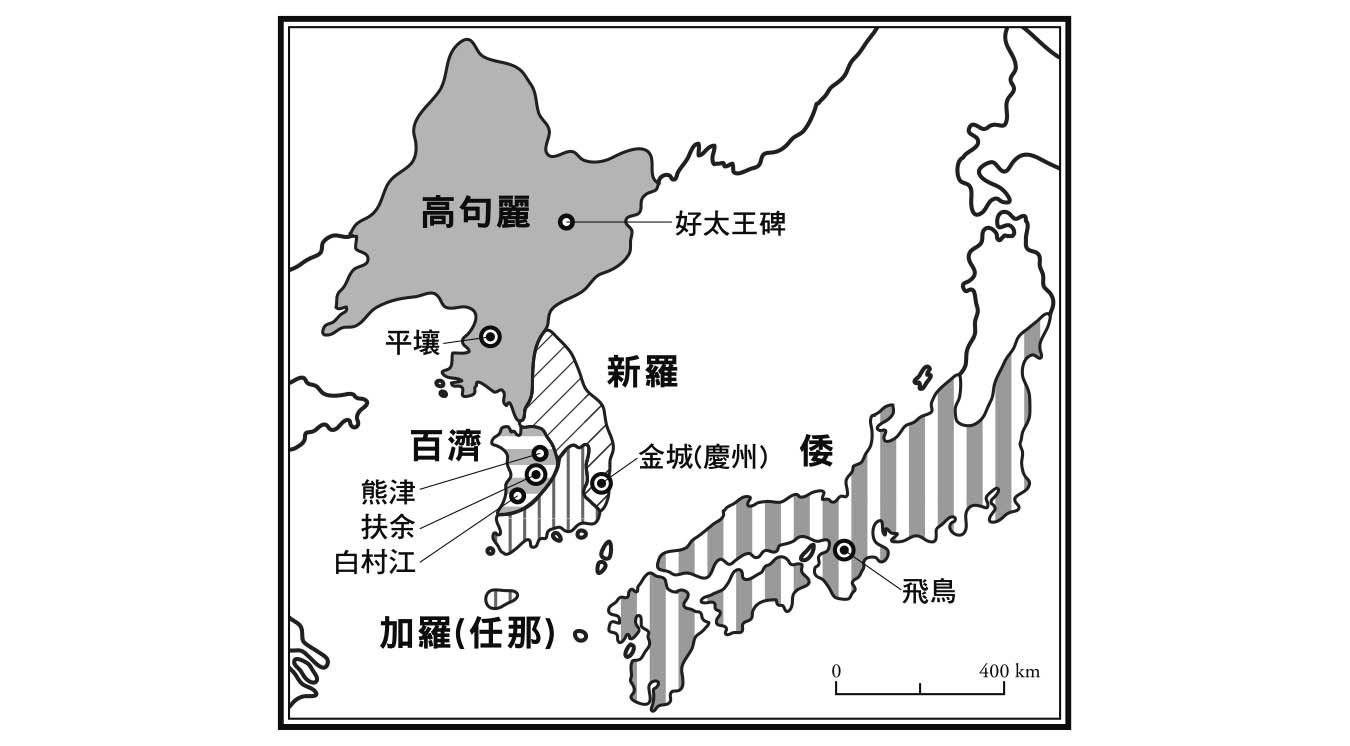 高句麗
好太王碑
平壌
新羅
百濟
金城(慶州)
倭
熊津
扶余
白村江
飛鳥
加羅(任那)
0
400 km